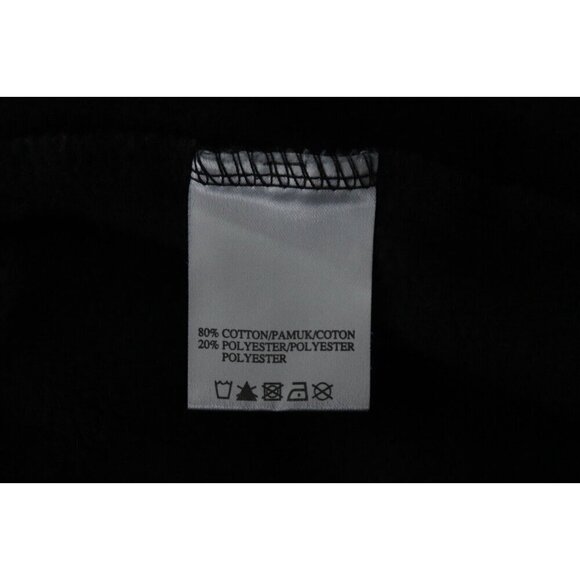 80% COTTON/PAMUK/COTON
20% POLYESTER/POLYESTER
POLYESTER